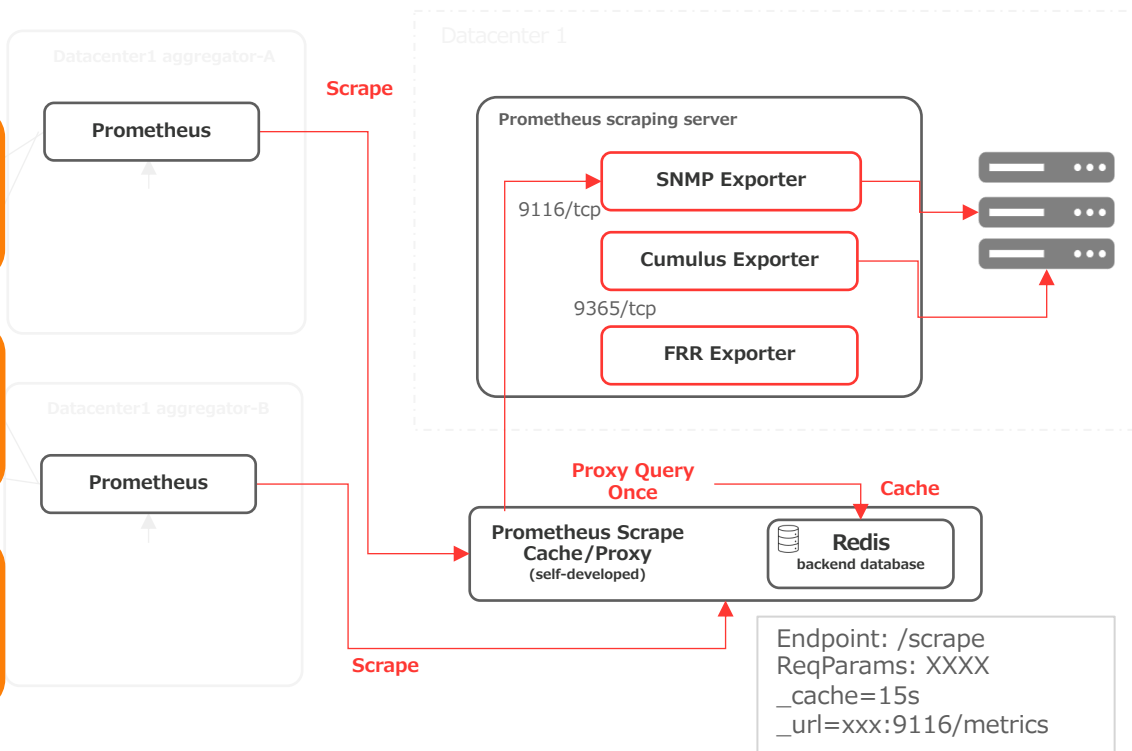 Datacenter 1
Datacenter1 aggregator-A
Scrape
Prometheus
Prometheus scraping server
SNMP Exporter
9116/tcp
Cumulus Exporter
9365/tcp
FRR Exporter
Datacenter1 aggregator-B
Prometheus
Proxy Query
Once
Cache
Prometheus Scrape
Cache/Proxy
(self-developed)
Redis
backend database
Scrape
Endpoint: /scrape
ReqParams: XXXX
_cache=15s
_url=xxx:9116/metrics